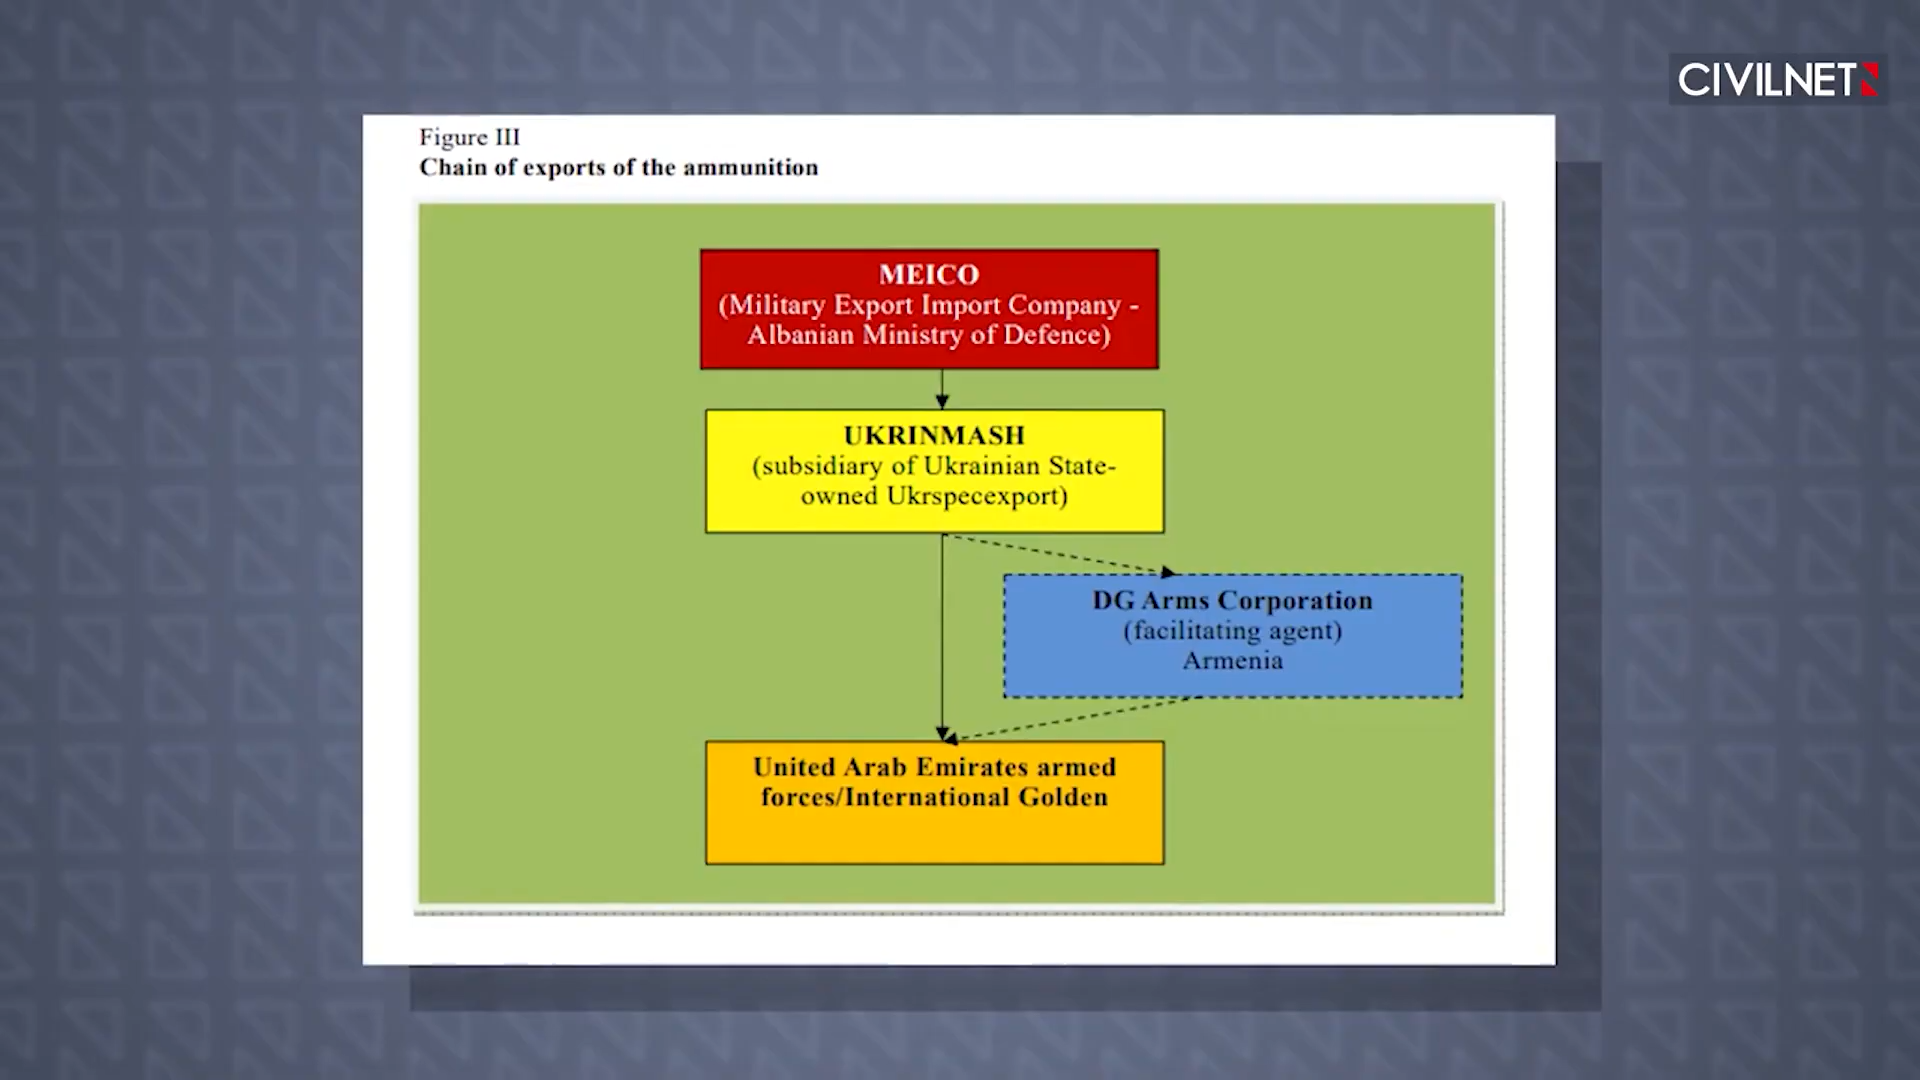 CIVILNET
Figure III
Chain of exports of the ammunition
MEICO
(Military Export Import Company -
Albanian Ministry of Defence)
UKRINMASH
(subsidiary of Ukrainian State-
owned Ukrspecexport)
DG Arms Corporation
(facilitating agent)
Armenia
United Arab Emirates armed
forces/International Golden